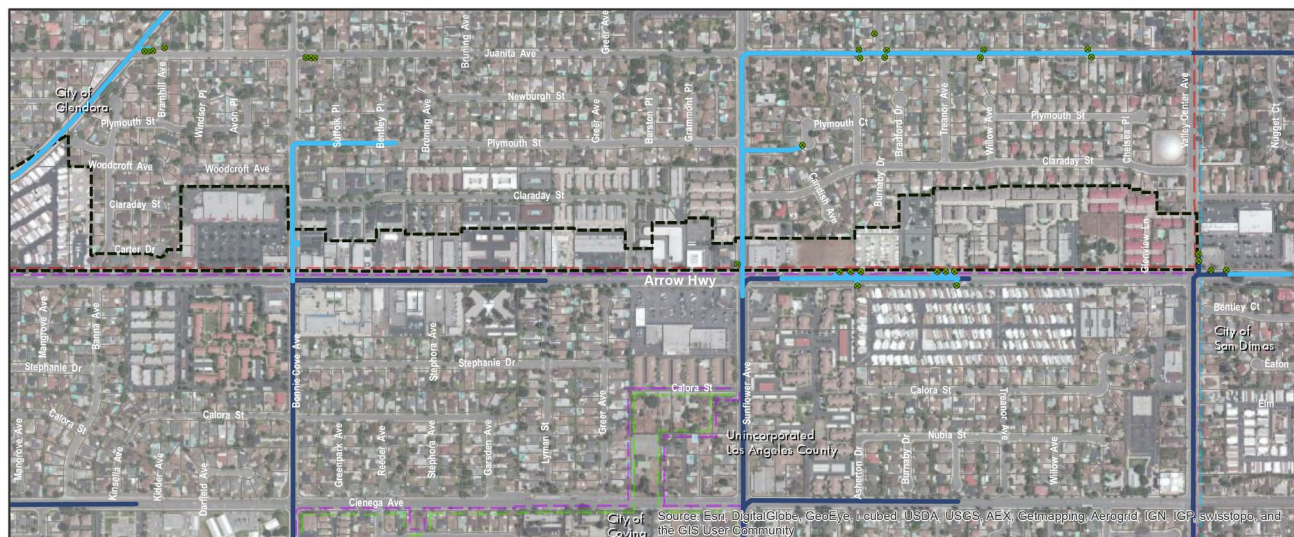 Juanita Ave
Bruning Ave
Greer Ave
City of
Glendora
Bramhill Ave
Windsor Pl
Avon Pl
Plymouth St
Newburgh St
Suffolk Pl
Bentley Pl
Bruning Ave
Greer Ave
Barston Pl
Grammont Pl
Plymouth St
Plymouth Ct
Bradford Dr
Treanor Ave
Willow Ave
Plymouth St
Chelsea Pl
Valley Center Ave
Nugget Ct
Woodcroft Ave
Woodcroft Ave
Claraday St
Claraday St
Claraday St
Candish Ave
Burnaby Dr
Carter Dr
Glenview Ln
Arrow Hwy
Mangrove Ave
Banna Ave
Bonnie Cove Ave
Stephora Ave
Sunflower Ave
Bentley Ct
City of
San Dimas
Stephanie Dr
Stephanie Dr
Eaton
Calora St
Calora St
Calora St
Calora St
Elm
Mangrove Ave
Kinsella Ave
Kidder Ave
Darfield Ave
Greenpark Ave
Reeder Ave
Stephora Ave
Garsden Ave
Lyman St
Greer Ave
Unincorporated
Los Angeles County
Asherton Dr
Burnaby Dr
Nubia St
Treanor Ave
Willow Ave
Cienega Ave
City of
Covina
Source: Esri, DigitalGlobe, GeoEye, i-cubed, USDA, USGS, AEX, Getmapping, Aerogrid, IGN, IGP, swisstopo, and
the GIS User Community